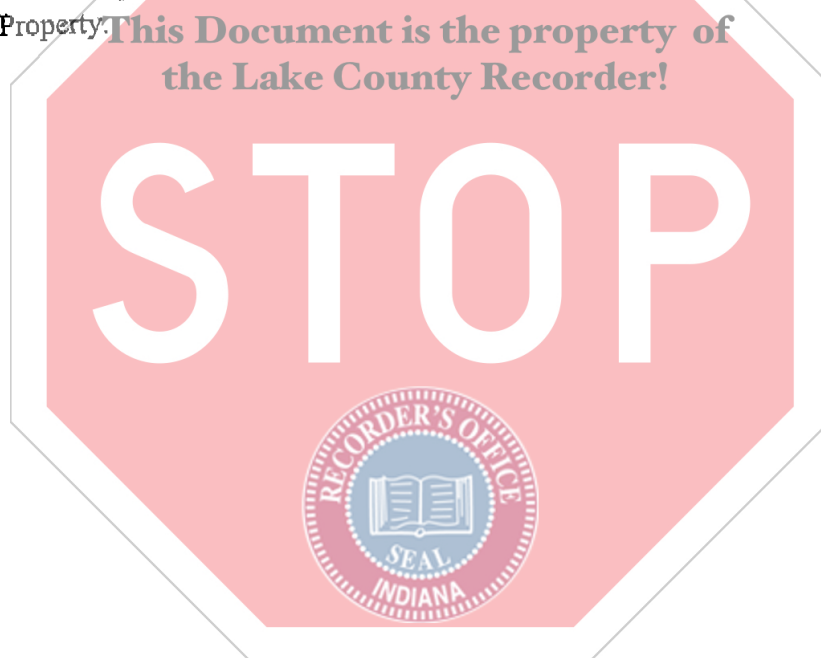 Property.
This Document is the property of
the Lake County Recorder!
STOP
RECORDER'S OFFICE
SEAL
INDIANA